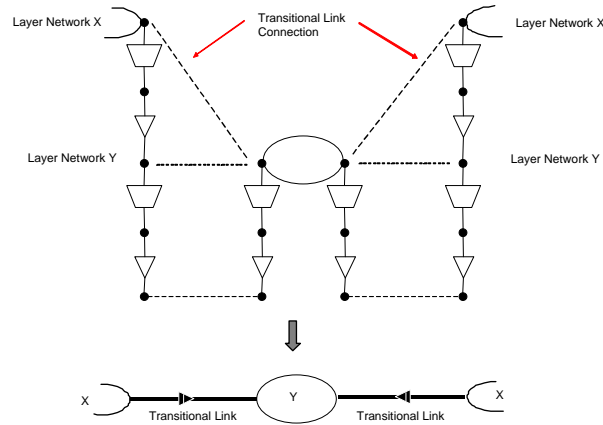 Layer Network X
Transitional Link
Connection
Layer Network X
Layer Network Y
Layer Network Y
X
Y
X
Transitional Link
Transitional Link